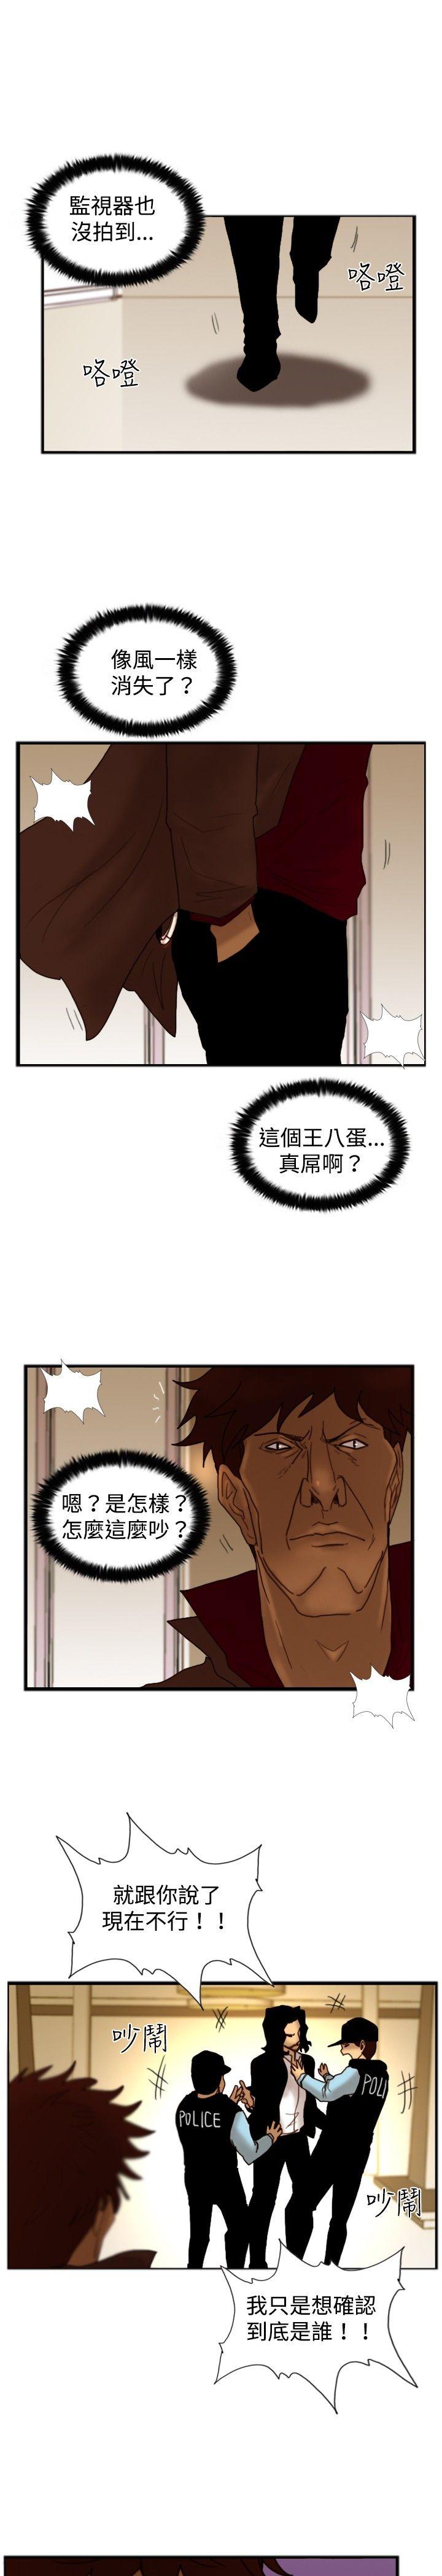 監視器也
沒拍到...
咯噔
咯噔
像風一樣
消失了？
這個王八蛋...
真屌啊？
嗯？是怎樣？
怎麼這麼吵？
就跟你說了
現在不行！！
吵鬧
POLICE
POLI
吵鬧
我只是想確認
到底是誰！！